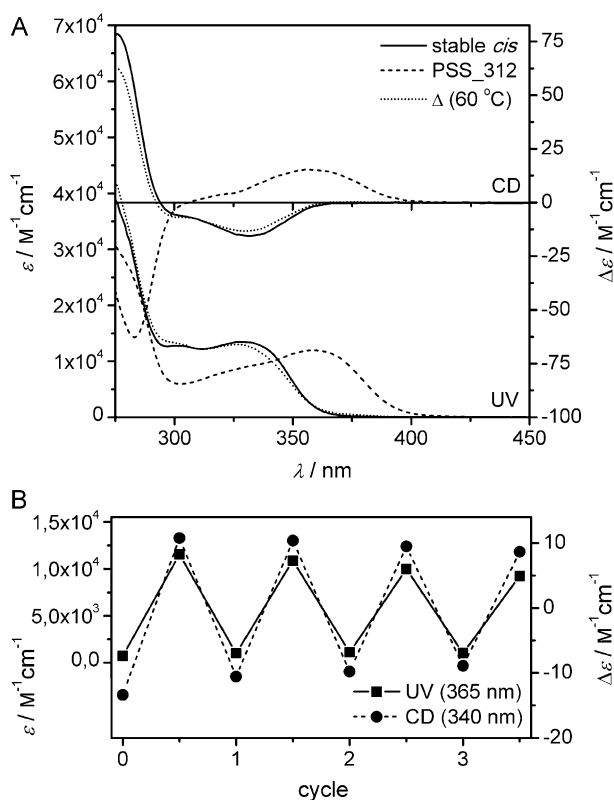 A
7x10⁴
6x10⁴
5x10⁴
4x10⁴
3x10⁴
2x10⁴
1x10⁴
0
ε / M⁻¹cm⁻¹
stable cis
PSS_312
Δ (60 °C)
CD
UV
75
50
25
0
-25
-50
-75
-100
Δε / M⁻¹cm⁻¹
300 350 400 450
λ / nm
B
1,5x10⁴
1,0x10⁴
5,0x10³
0,0
ε / M⁻¹cm⁻¹
UV (365 nm)
CD (340 nm)
10
0
-10
-20
Δε / M⁻¹cm⁻¹
0 1 2 3
cycle